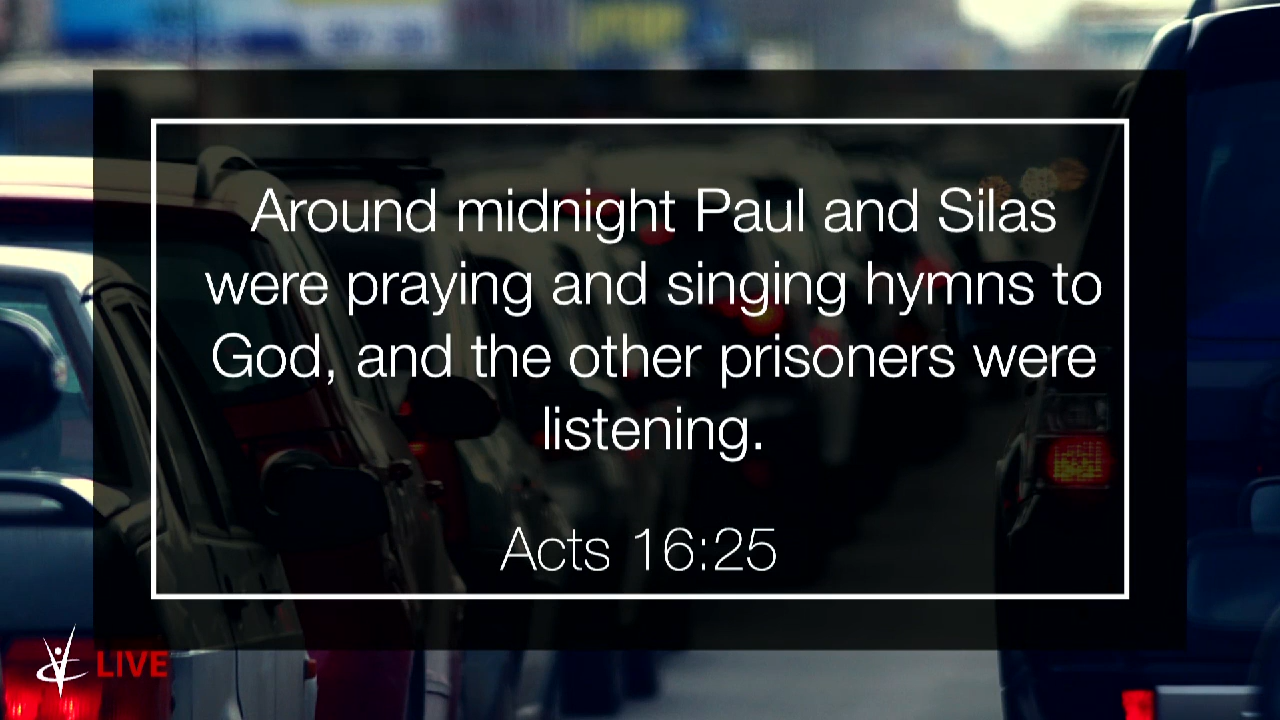 Around midnight Paul and Silas
were praying and singing hymns to
God, and the other prisoners were
listening.
Acts 16:25
LIVE